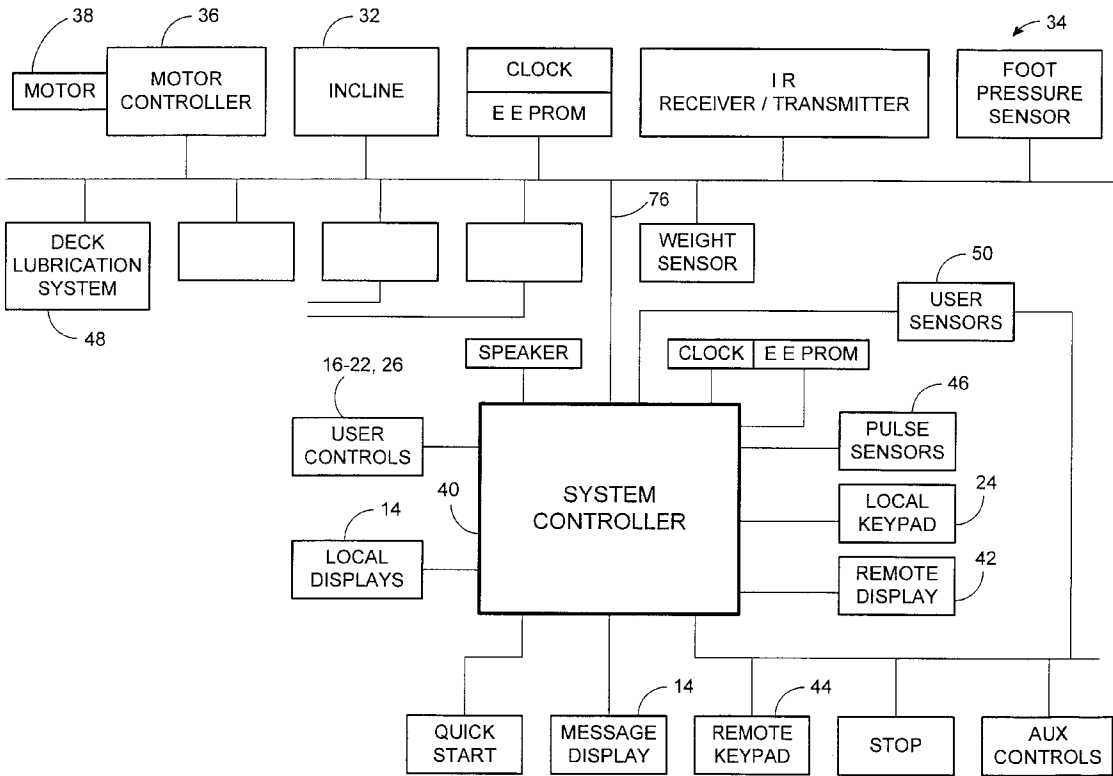 38
36
32
34
MOTOR
MOTOR
CONTROLLER
INCLINE
CLOCK
E E PROM
I R
RECEIVER / TRANSMITTER
FOOT
PRESSURE
SENSOR
76
DECK
LUBRICATION
SYSTEM
48
WEIGHT
SENSOR
50
USER
SENSORS
SPEAKER
CLOCK
E E PROM
16-22, 26
USER
CONTROLS
46
PULSE
SENSORS
40
SYSTEM
CONTROLLER
24
LOCAL
KEYPAD
14
LOCAL
DISPLAYS
42
REMOTE
DISPLAY
QUICK
START
14
MESSAGE
DISPLAY
44
REMOTE
KEYPAD
STOP
AUX
CONTROLS